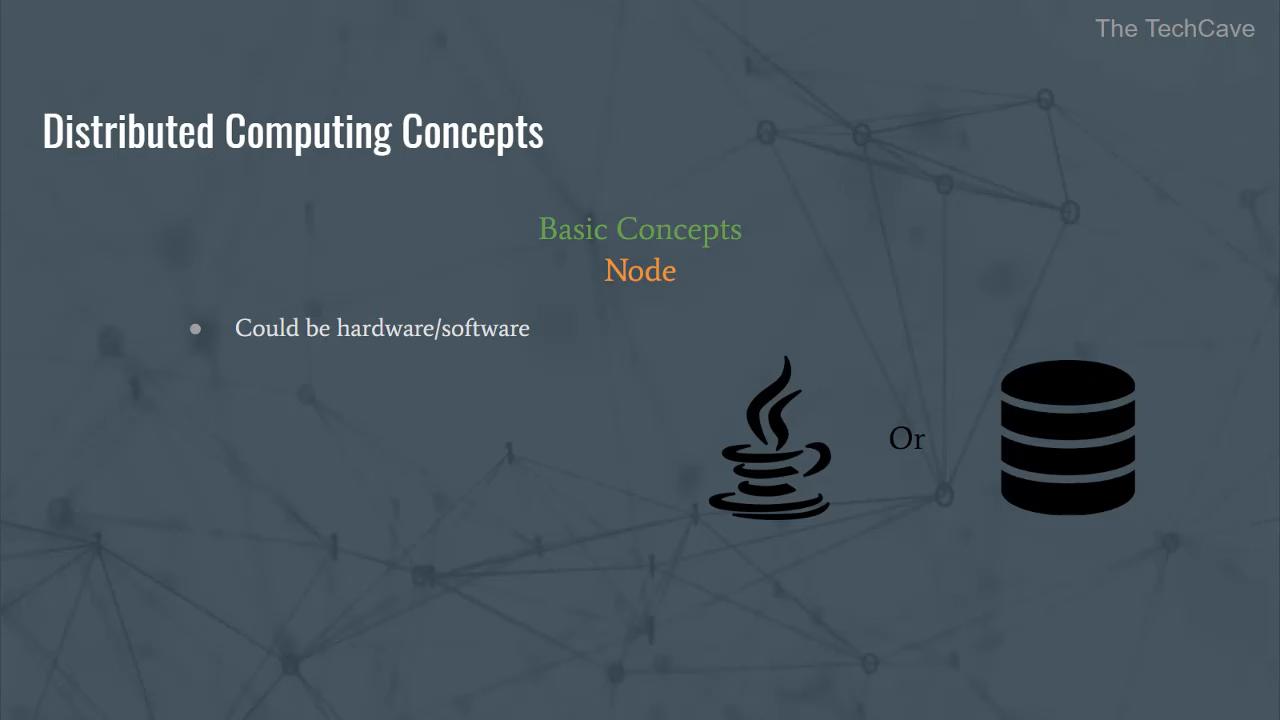 The TechCave
Distributed Computing Concepts
Basic Concepts
Node
Could be hardware/software
Or